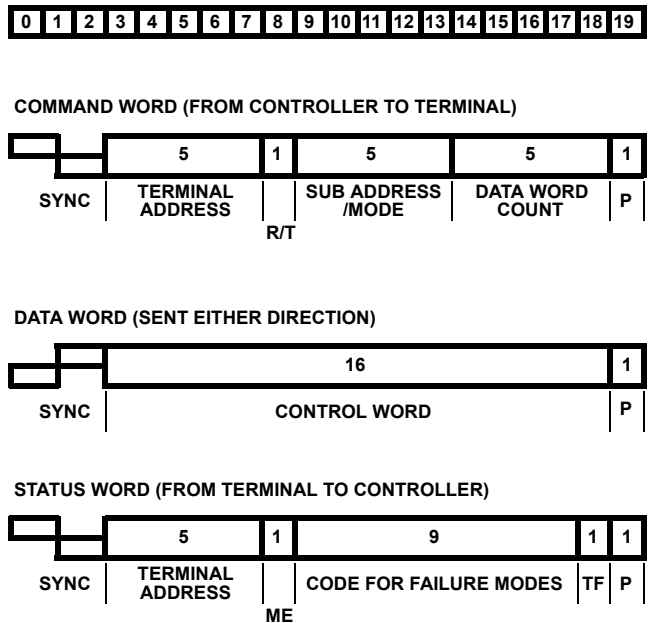 0 1 2 3 4 5 6 7 8 9 10 11 12 13 14 15 16 17 18 19
COMMAND WORD (FROM CONTROLLER TO TERMINAL)
5 1 5 5 1
SYNC TERMINAL ADDRESS R/T SUB ADDRESS /MODE DATA WORD COUNT P
DATA WORD (SENT EITHER DIRECTION)
16 1
SYNC CONTROL WORD P
STATUS WORD (FROM TERMINAL TO CONTROLLER)
5 1 9 1 1
SYNC TERMINAL ADDRESS ME CODE FOR FAILURE MODES TF P